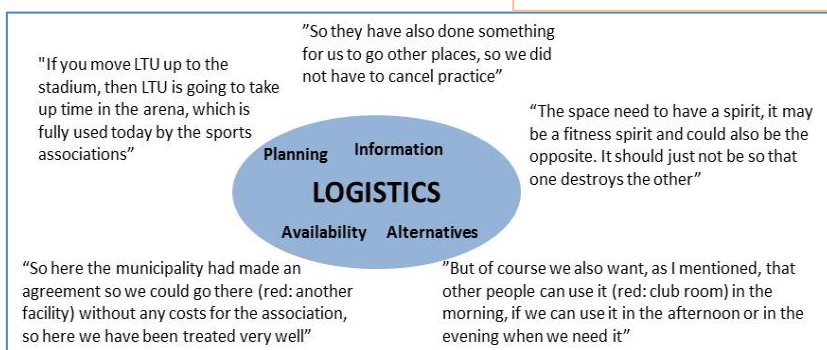 ”So they have also done something
for us to go other places, so we did
not have to cancel practice”
"If you move LTU up to the
stadium, then LTU is going to take
up time in the arena, which is
fully used today by the sports
associations”
“The space need to have a spirit, it may
be a fitness spirit and could also be the
opposite. It should just not be so that
one destroys the other”
Planning
Information
LOGISTICS
Availability
Alternatives
“So here the municipality had made an
agreement so we could go there (red: another
facility) without any costs for the association,
so here we have been treated very well”
”But of course we also want, as I mentioned, that
other people can use it (red: club room) in the
morning, if we can use it in the afternoon or in the
evening when we need it”